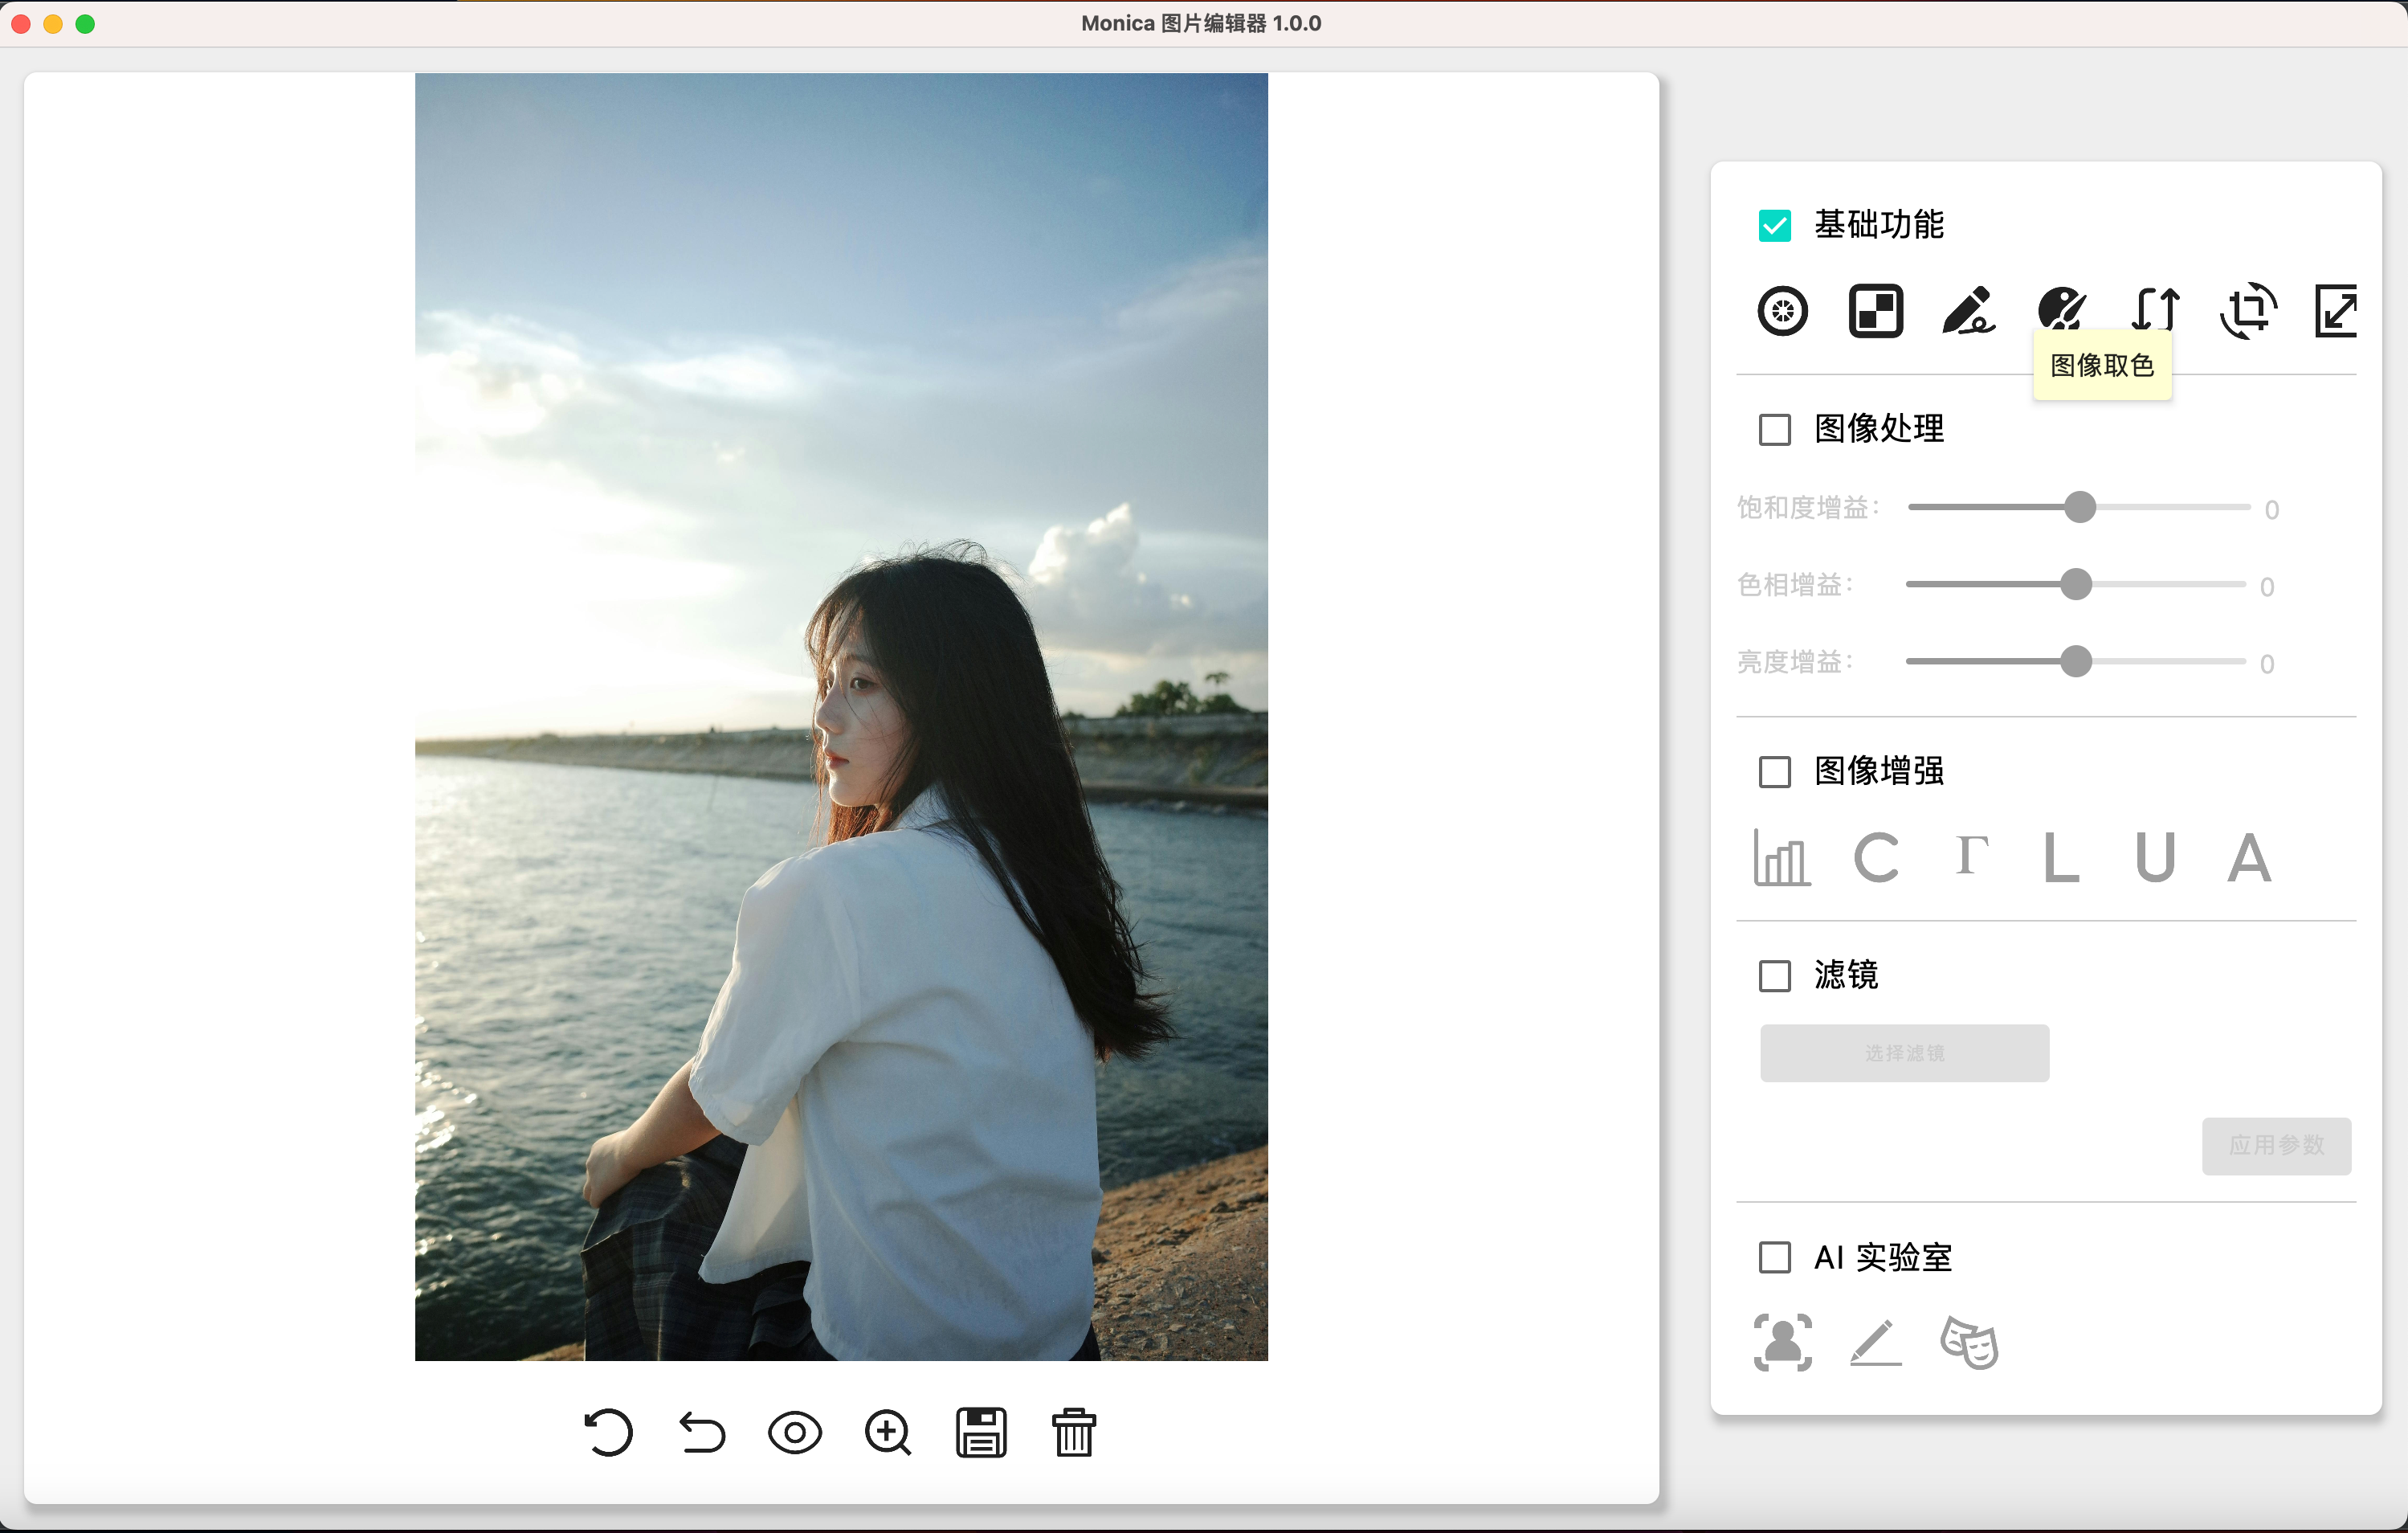 Monica 图片编辑器 1.0.0
基础功能
图像取色
图像处理
饱和度增益: 0
色相增益: 0
亮度增益: 0
图像增强
C Γ L U A
滤镜
选择滤镜
应用参数
AI 实验室